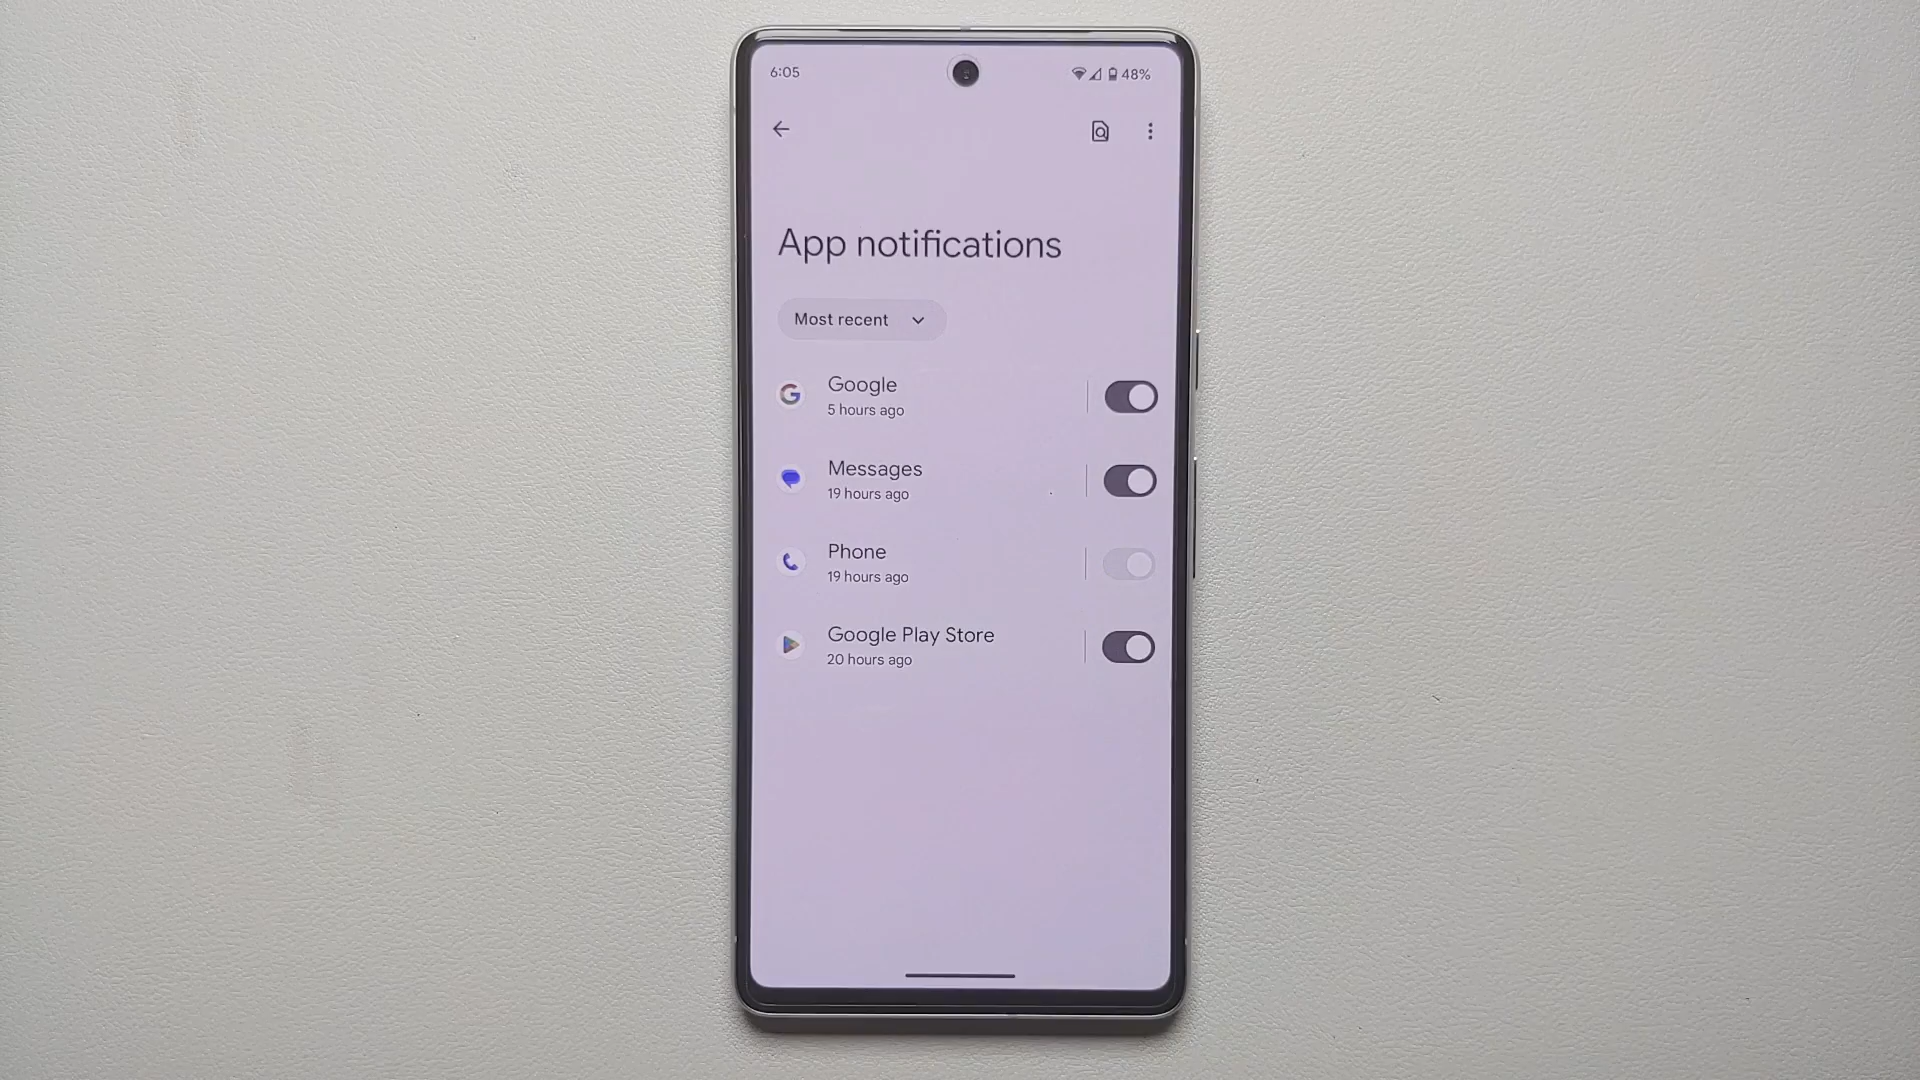 6:05
48%
App notifications
Most recent
Google
5 hours ago
Messages
19 hours ago
Phone
19 hours ago
Google Play Store
20 hours ago